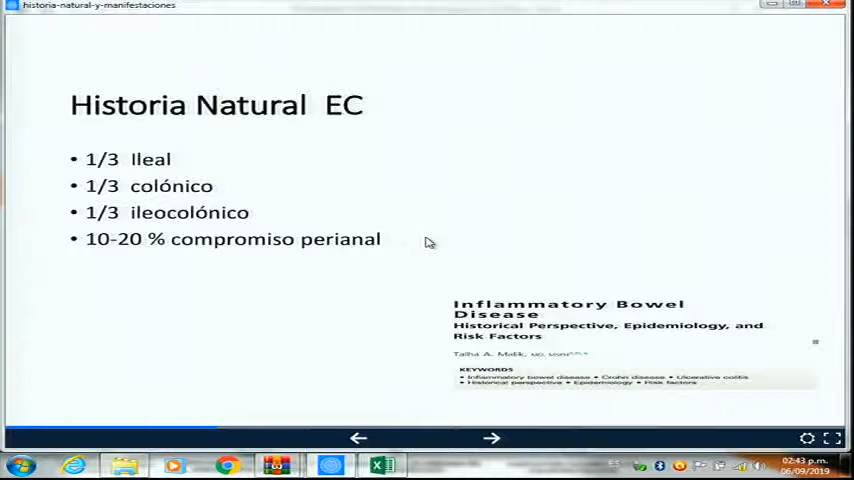 historia-natural-y-manifestaciones
Historia Natural EC
• 1/3 Ileal
• 1/3 colónico
• 1/3 ileocolónico
• 10-20 % compromiso perianal
Inflammatory Bowel
Disease
Historical Perspective, Epidemiology, and
Risk Factors
Talha A. Malik, MD, MSPH
KEYWORDS
• Inflammatory bowel disease • Crohn disease • Ulcerative colitis
• Historical perspective • Epidemiology • Risk factors
ES
02:43 p.m.
06/09/2019